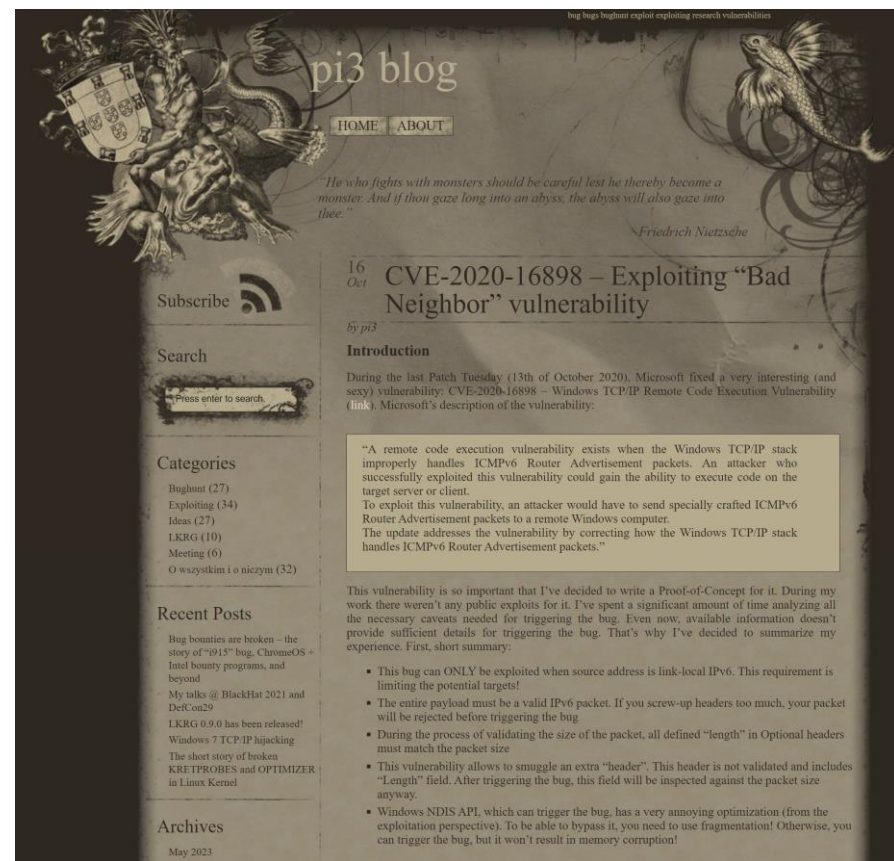 bug bugs bughunt exploit exploiting research vulnerabilities
pi3 blog
HOME
ABOUT
"He who fights with monsters should be careful lest he thereby become a
monster. And if thou gaze long into an abyss, the abyss will also gaze into
thee."
~Friedrich Nietzsche
Subscribe
Search
Press enter to search.
Categories
Bughunt (27)
Exploiting (34)
Ideas (27)
LKRG (10)
Meeting (6)
O wszystkim i o niczym (32)
Recent Posts
Bug bounties are broken – the
story of "i915" bug, ChromeOS +
Intel bounty programs, and
beyond
My talks @ BlackHat 2021 and
DefCon29
LKRG 0.9.0 has been released!
Windows 7 TCP/IP hijacking
The short story of broken
KRETPROBES and OPTIMIZER
in Linux Kernel
Archives
May 2023
16
Oct
CVE-2020-16898 – Exploiting "Bad
Neighbor" vulnerability
by pi3
Introduction
During the last Patch Tuesday (13th of October 2020), Microsoft fixed a very interesting (and
sexy) vulnerability: CVE-2020-16898 – Windows TCP/IP Remote Code Execution Vulnerability
(link). Microsoft's description of the vulnerability:
"A remote code execution vulnerability exists when the Windows TCP/IP stack
improperly handles ICMPv6 Router Advertisement packets. An attacker who
successfully exploited this vulnerability could gain the ability to execute code on the
target server or client.
To exploit this vulnerability, an attacker would have to send specially crafted ICMPv6
Router Advertisement packets to a remote Windows computer.
The update addresses the vulnerability by correcting how the Windows TCP/IP stack
handles ICMPv6 Router Advertisement packets."
This vulnerability is so important that I've decided to write a Proof-of-Concept for it. During my
work there weren't any public exploits for it. I've spent a significant amount of time analyzing all
the necessary caveats needed for triggering the bug. Even now, available information doesn't
provide sufficient details for triggering the bug. That's why I've decided to summarize my
experience. First, short summary:
▪ This bug can ONLY be exploited when source address is link-local IPv6. This requirement is
limiting the potential targets!
▪ The entire payload must be a valid IPv6 packet. If you screw-up headers too much, your packet
will be rejected before triggering the bug
▪ During the process of validating the size of the packet, all defined "length" in Optional headers
must match the packet size
▪ This vulnerability allows to smuggle an extra "header". This header is not validated and includes
"Length" field. After triggering the bug, this field will be inspected against the packet size
anyway.
▪ Windows NDIS API, which can trigger the bug, has a very annoying optimization (from the
exploitation perspective). To be able to bypass it, you need to use fragmentation! Otherwise, you
can trigger the bug, but it won't result in memory corruption!